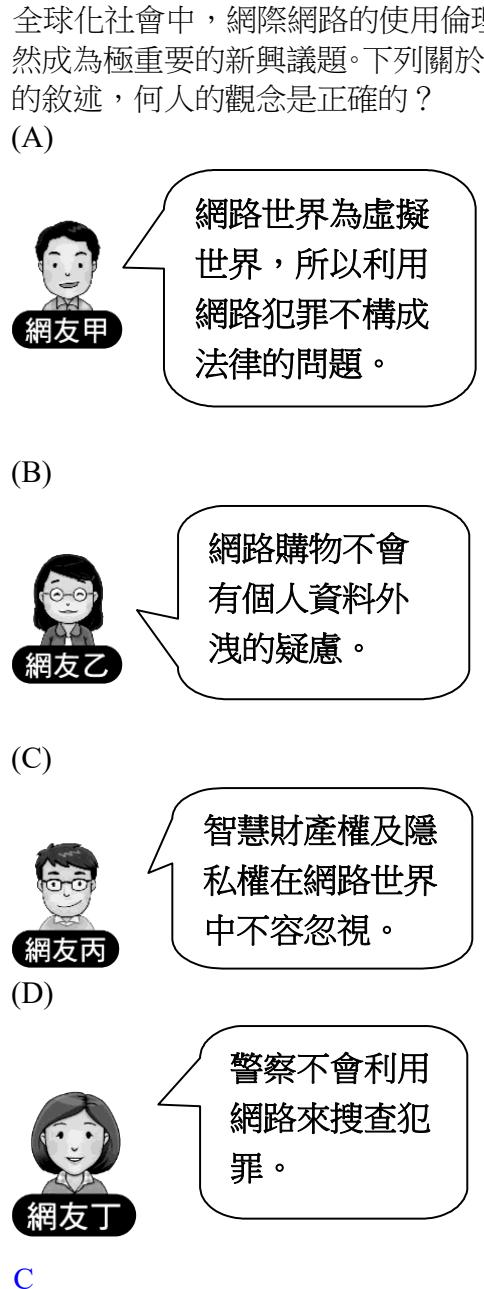 全球化社會中，網際網路的使用倫
然成為極重要的新興議題。下列關於
的敘述，何人的觀念是正確的？
(A)
網路世界為虛擬
世界，所以利用
網路犯罪不構成
法律的問題。
網友甲
(B)
網路購物不會
有個人資料外
洩的疑慮。
網友乙
(C)
智慧財產權及隱
私權在網路世界
中不容忽視。
網友丙
(D)
警察不會利用
網路來搜查犯
罪。
網友丁
C